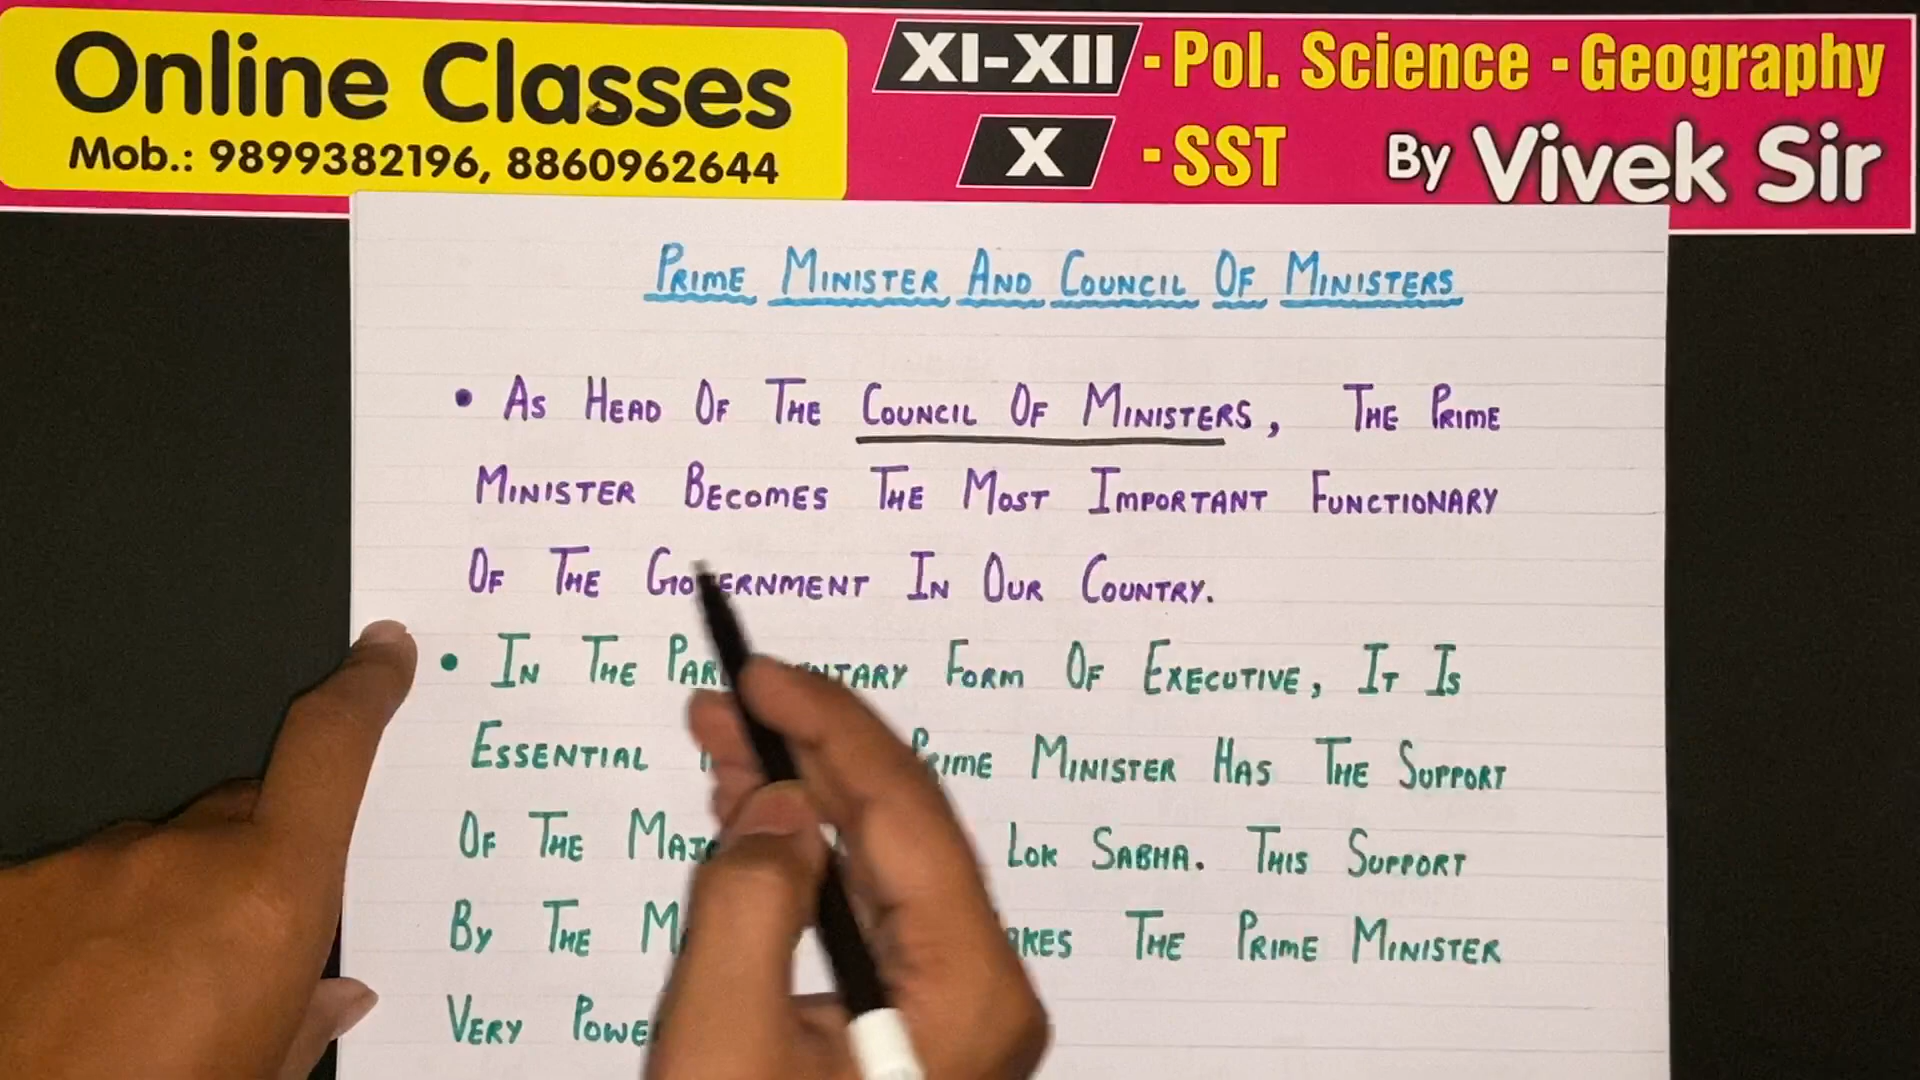 Online Classes
Mob.: 9899382196, 8860962644
XI-XII - Pol. Science - Geography
X - SST By Vivek Sir
PRIME MINISTER AND COUNCIL OF MINISTERS
• AS HEAD OF THE COUNCIL OF MINISTERS, THE PRIME
MINISTER BECOMES THE MOST IMPORTANT FUNCTIONARY
OF THE GOVERNMENT IN OUR COUNTRY.
• IN THE PARLIAMENTARY FORM OF EXECUTIVE, IT IS
ESSENTIAL PRIME MINISTER HAS THE SUPPORT
OF THE LOK SABHA. THIS SUPPORT
BY THE THE PRIME MINISTER
VERY